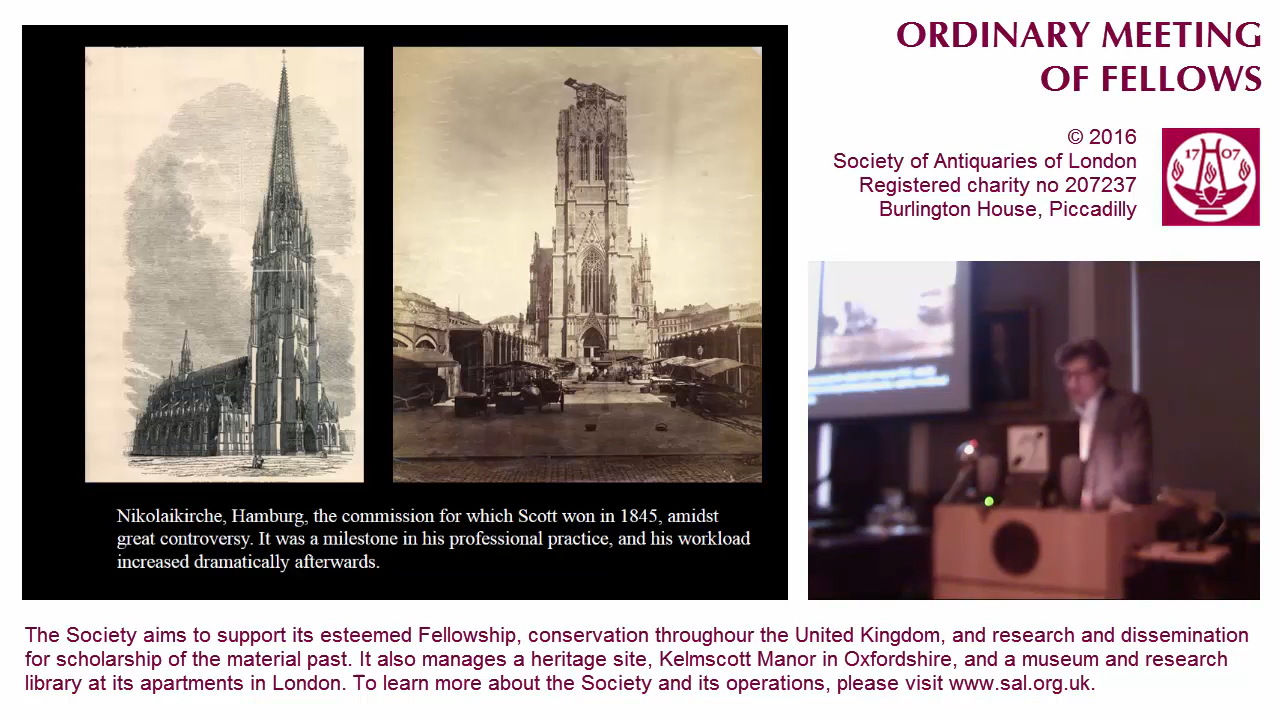 ORDINARY MEETING
OF FELLOWS
© 2016
Society of Antiquaries of London
Registered charity no 207237
Burlington House, Piccadilly
17 07
Nikolaikirche, Hamburg, the commission for which Scott won in 1845, amidst
great controversy. It was a milestone in his professional practice, and his workload
increased dramatically afterwards.
The Society aims to support its esteemed Fellowship, conservation throughour the United Kingdom, and research and dissemination
for scholarship of the material past. It also manages a heritage site, Kelmscott Manor in Oxfordshire, and a museum and research
library at its apartments in London. To learn more about the Society and its operations, please visit www.sal.org.uk.